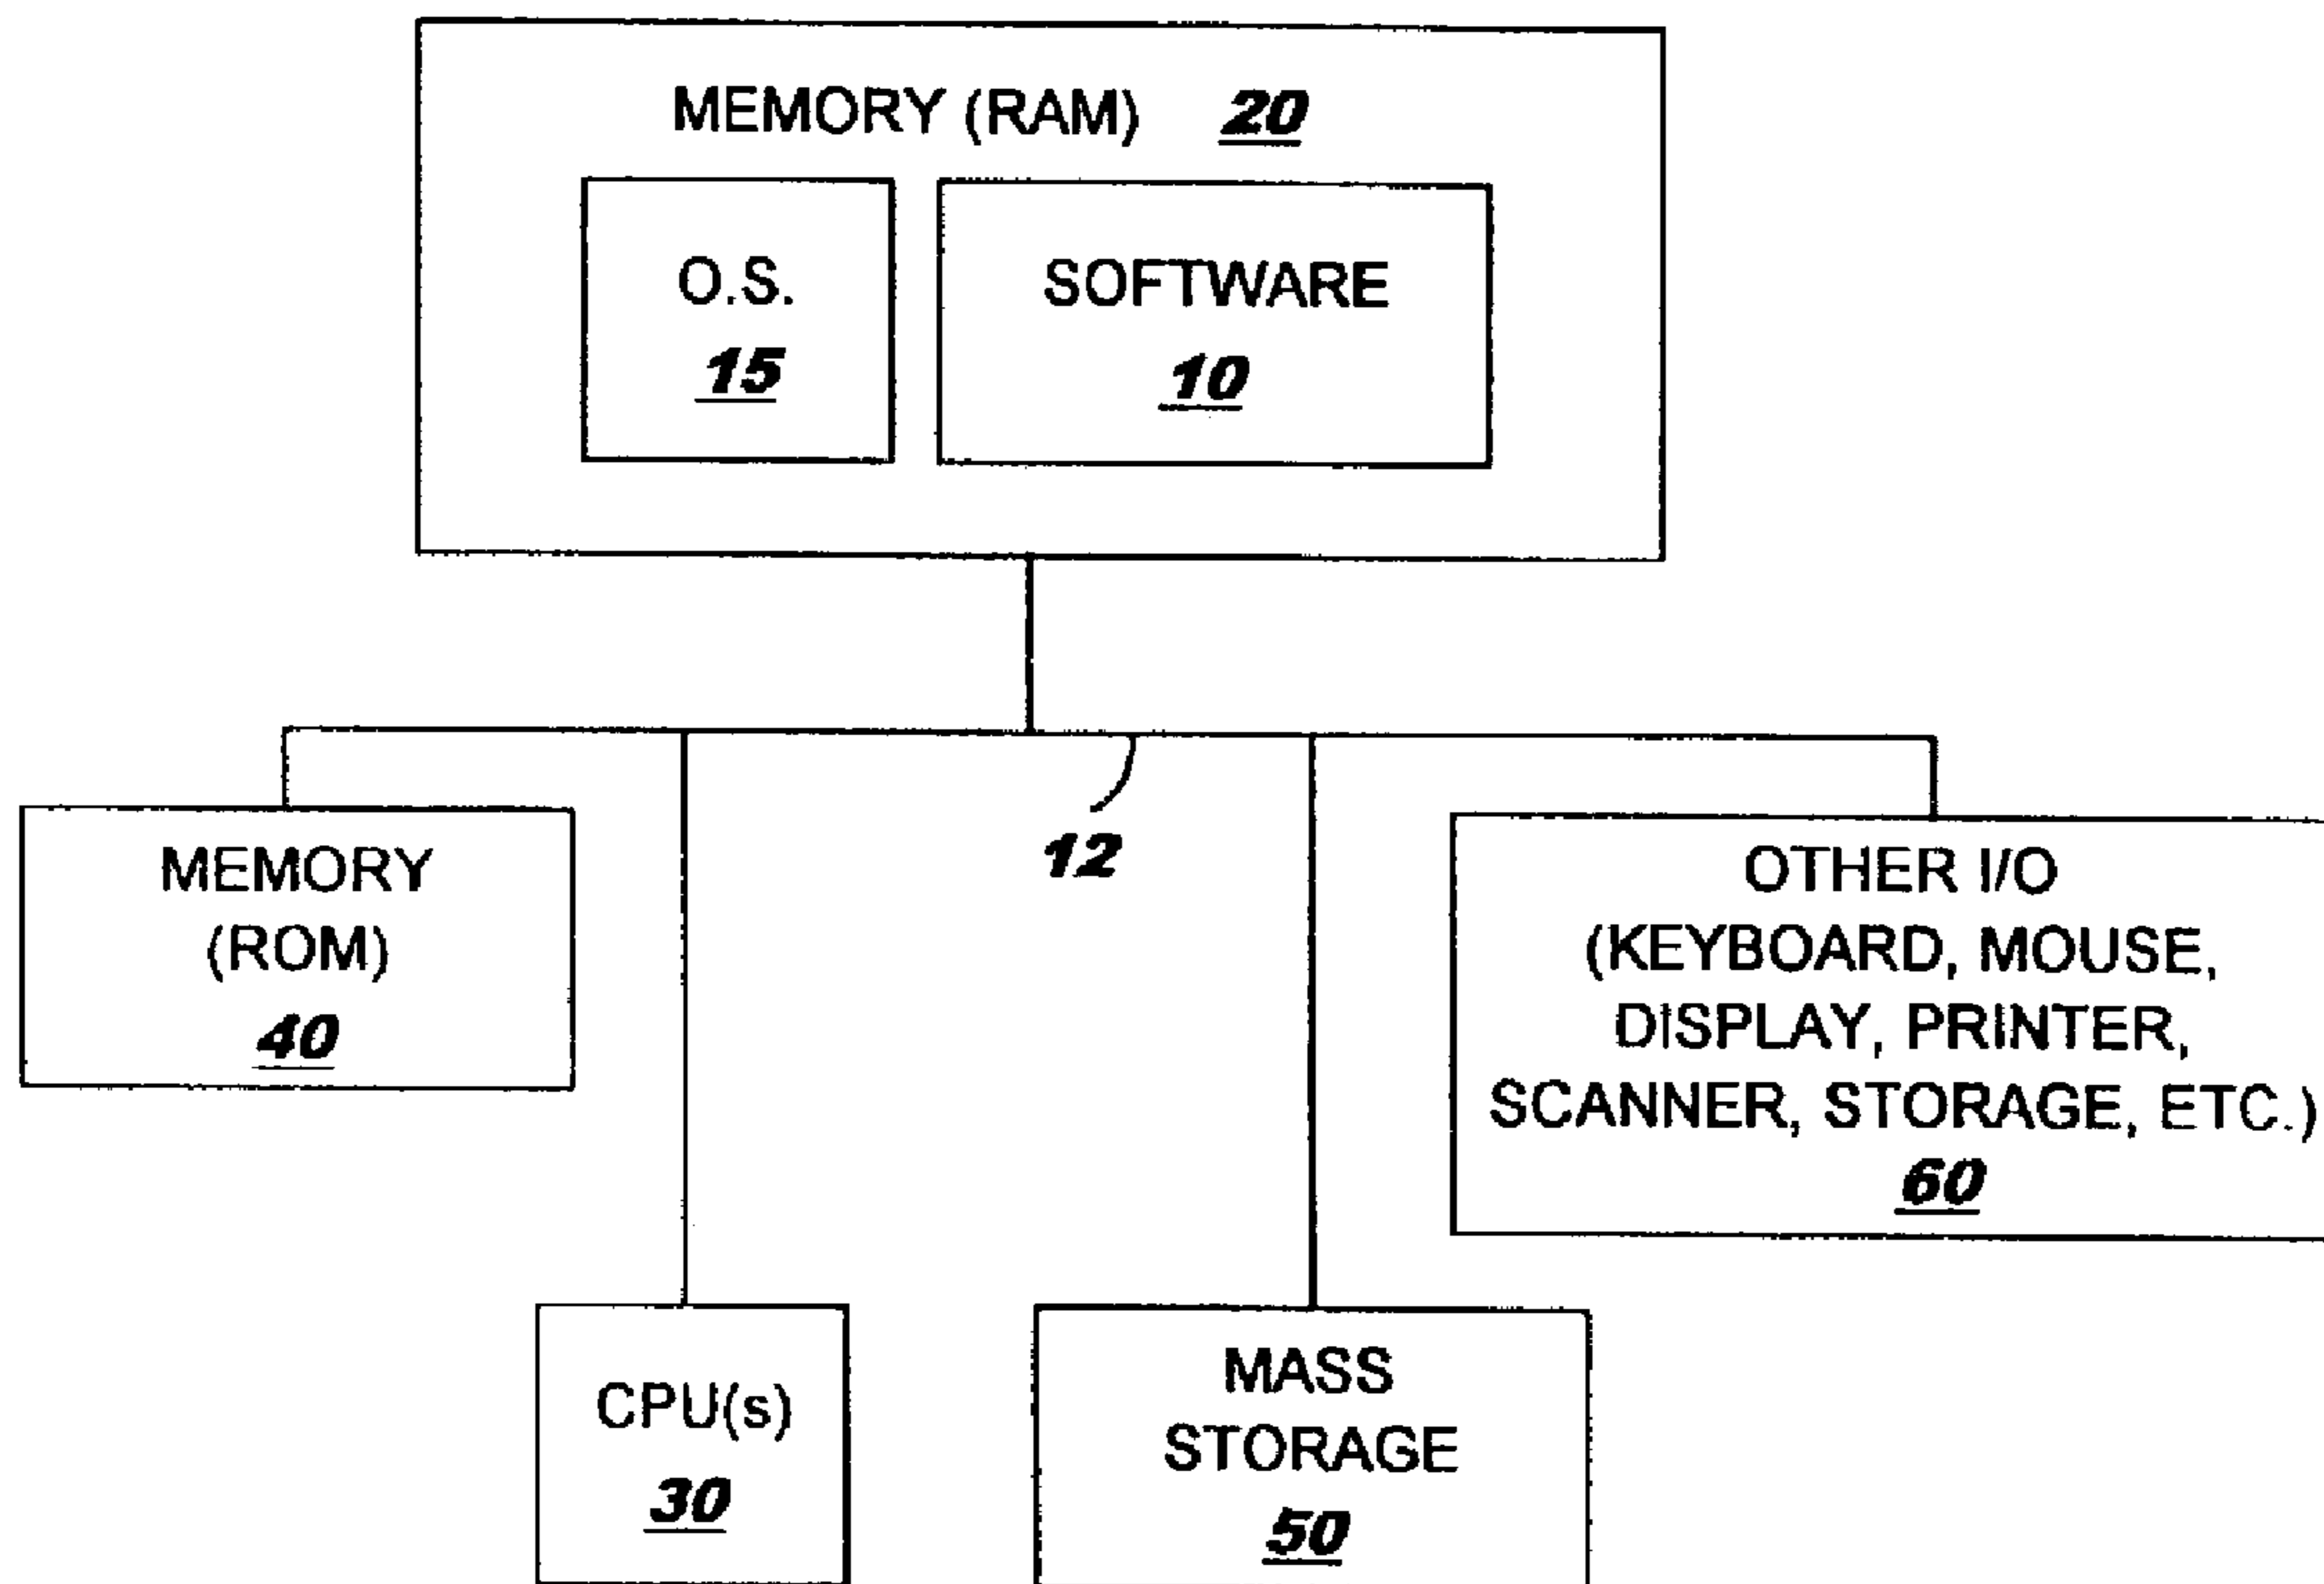 MEMORY (RAM) 20
O.S.
15
SOFTWARE
10
12
MEMORY
(ROM)
40
OTHER I/O
(KEYBOARD, MOUSE,
DISPLAY, PRINTER,
SCANNER, STORAGE, ETC.)
60
CPU(s)
30
MASS
STORAGE
50